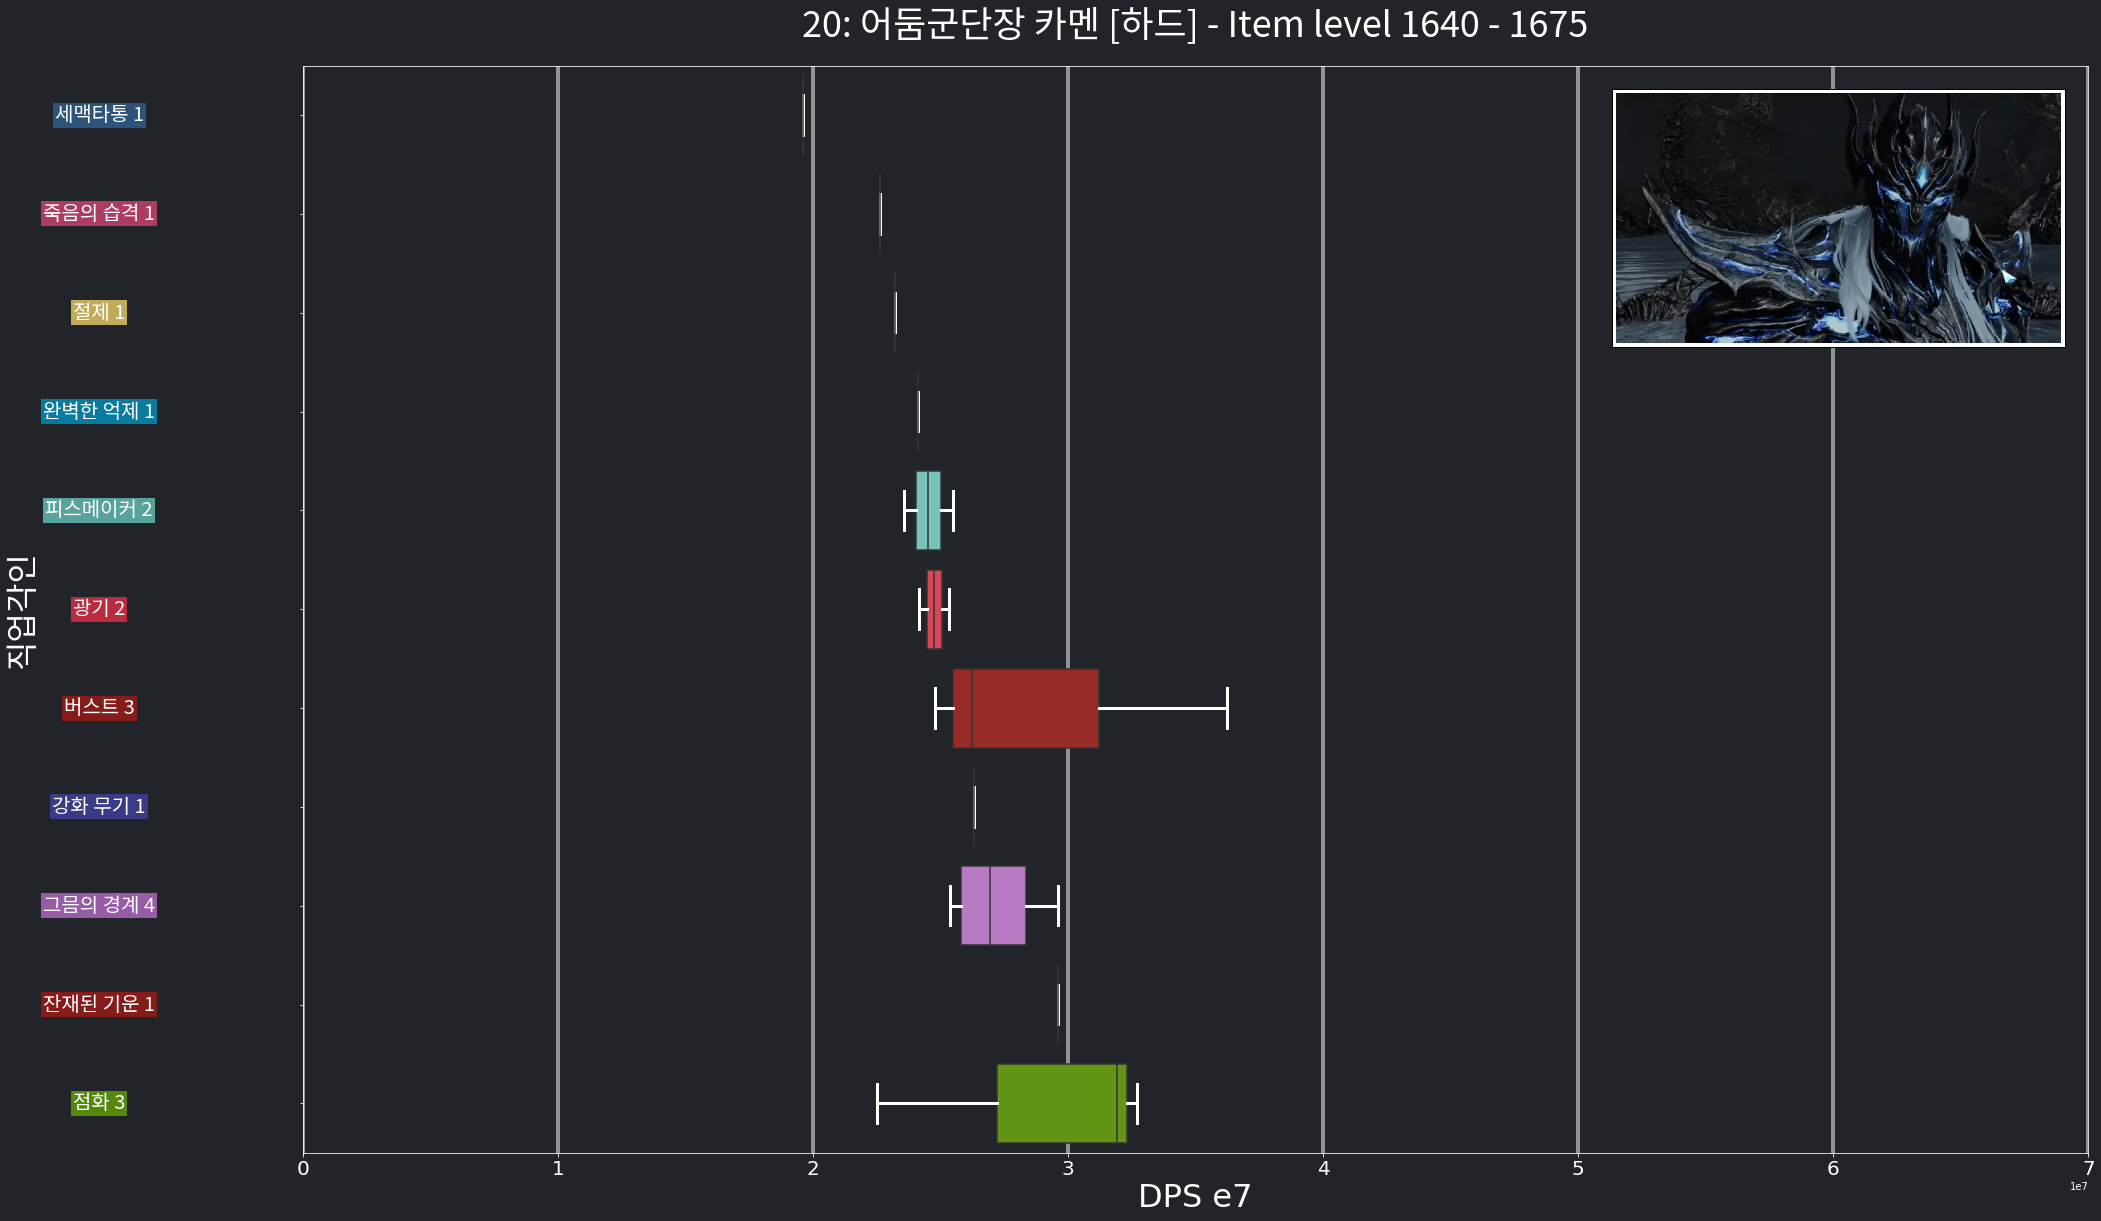 20: 어둠군단장 카멘 [하드] - Item level 1640 - 1675
직업각인
세맥타통 1
죽음의 습격 1
절제 1
완벽한 억제 1
피스메이커 2
광기 2
버스트 3
강화 무기 1
그믐의 경계 4
잔재된 기운 1
점화 3
0 1 2 3 4 5 6 7
1e7
DPS e7